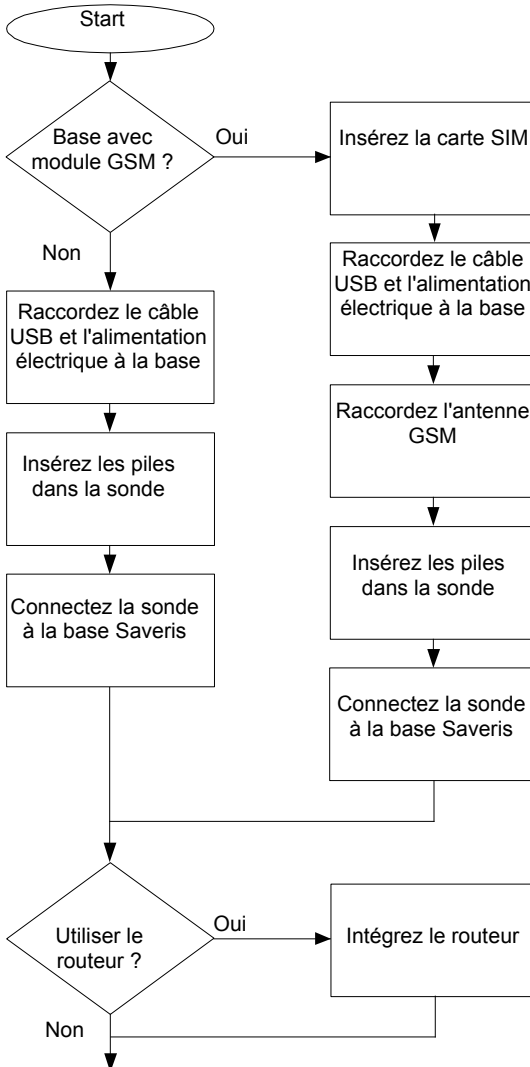 Start
Base avec
module GSM ?
Oui
Insérez la carte SIM
Non
Raccordez le câble
USB et l'alimentation
électrique à la base
Raccordez le câble
USB et l'alimentation
électrique à la base
Raccordez l'antenne
GSM
Insérez les piles
dans la sonde
Insérez les piles
dans la sonde
Connectez la sonde
à la base Saveris
Connectez la sonde
à la base Saveris
Utiliser le
routeur ?
Oui
Intégrez le routeur
Non